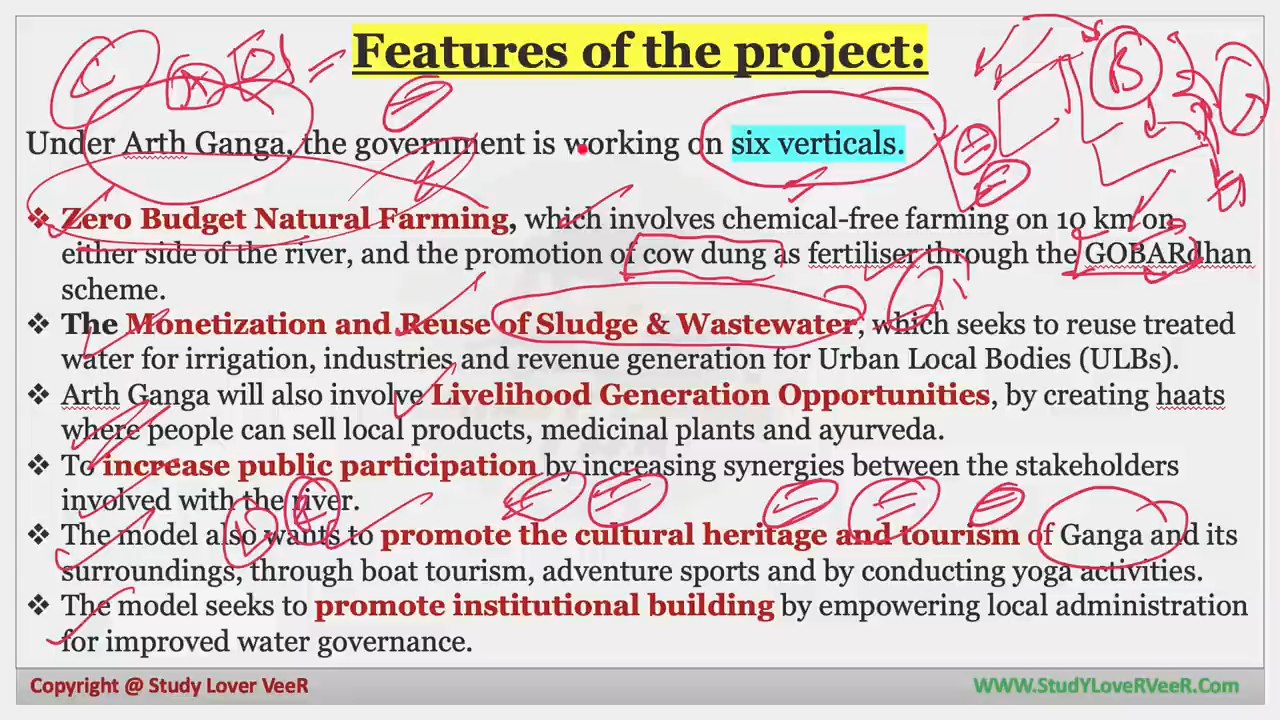 Features of the project:
Under Arth Ganga, the government is working on six verticals.
❖ Zero Budget Natural Farming, which involves chemical-free farming on 10 km on
either side of the river, and the promotion of cow dung as fertiliser through the GOBARdhan
scheme.
❖ The Monetization and Reuse of Sludge & Wastewater, which seeks to reuse treated
water for irrigation, industries and revenue generation for Urban Local Bodies (ULBs).
❖ Arth Ganga will also involve Livelihood Generation Opportunities, by creating haats
where people can sell local products, medicinal plants and ayurveda.
❖ To increase public participation by increasing synergies between the stakeholders
involved with the river.
❖ The model also wants to promote the cultural heritage and tourism of Ganga and its
surroundings, through boat tourism, adventure sports and by conducting yoga activities.
❖ The model seeks to promote institutional building by empowering local administration
for improved water governance.
Copyright @ Study Lover VeeR
WWW.StudYLoveRVeeR.Com